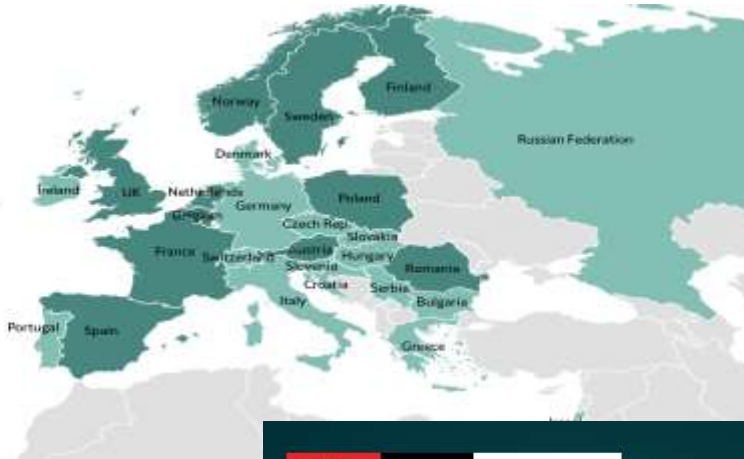 Finland
Norway
Sweden
Russian Federation
Denmark
Ireland
UK
Netherlands
Poland
Germany
Belgium
Czech Rep.
Slovakia
France
Switzerland
Austria
Hungary
Slovenia
Romania
Croatia
Serbia
Italy
Bulgaria
Portugal
Spain
Greece
Israel